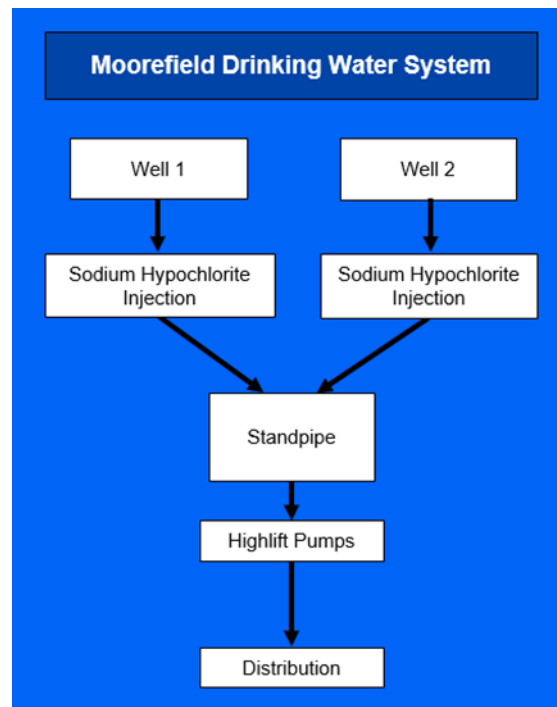 Moorefield Drinking Water System
Well 1
Well 2
Sodium Hypochlorite
Injection
Sodium Hypochlorite
Injection
Standpipe
Highlift Pumps
Distribution